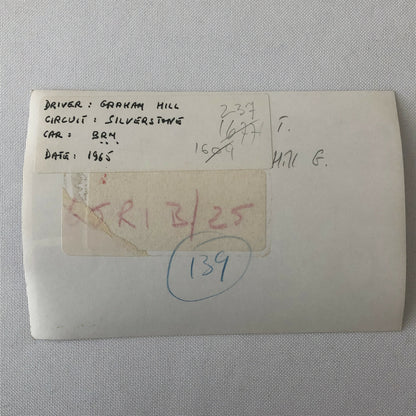 DRIVER: GRAHAM HILL
CIRCUIT: SILVERSTONE
CAR: BRM
DATE: 1965
237
1677
1604
T.
Hill G.
65R1 B/25
139